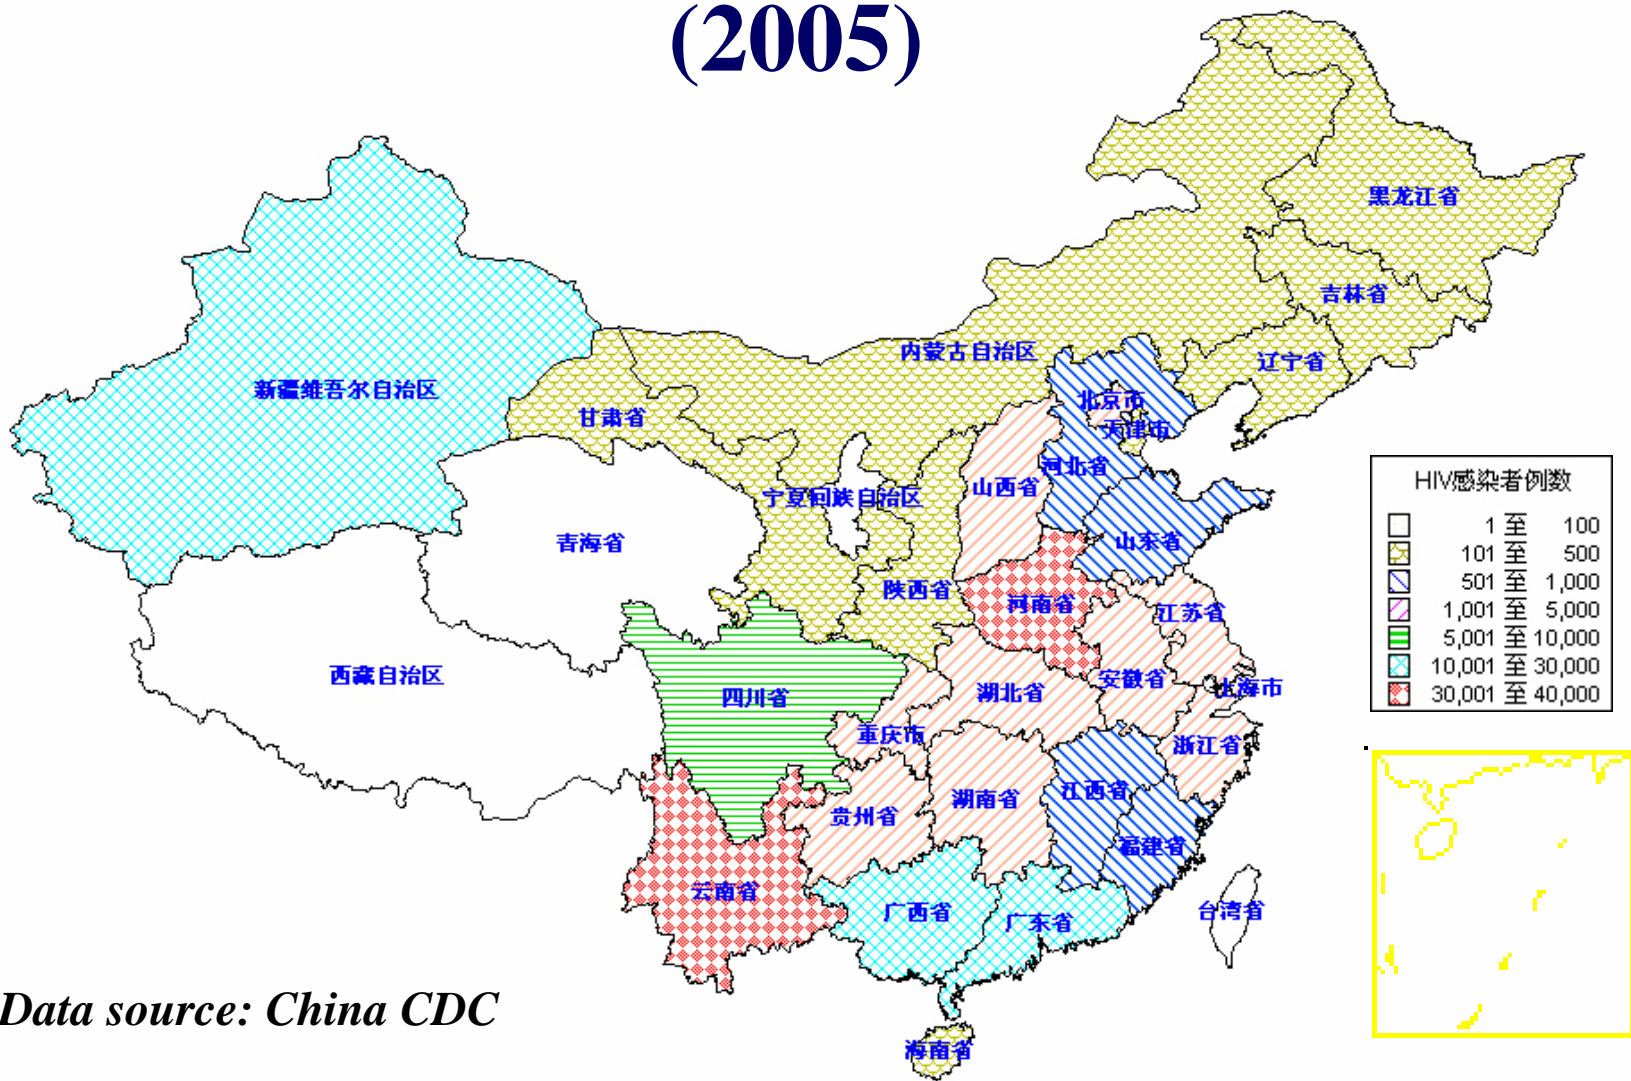 (2005)
黑龙江省
吉林省
内蒙古自治区
辽宁省
新疆维吾尔自治区
甘肃省
北京市
天津市
河北省
山西省
宁夏回族自治区
青海省
山东省
陕西省
河南省
江苏省
西藏自治区
四川省
湖北省
安徽省
上海市
重庆市
浙江省
贵州省
湖南省
江西省
福建省
云南省
广西省
广东省
台湾省
海南省
HIV感染者例数
1 至 100
101 至 500
501 至 1,000
1,001 至 5,000
5,001 至 10,000
10,001 至 30,000
30,001 至 40,000
Data source: China CDC